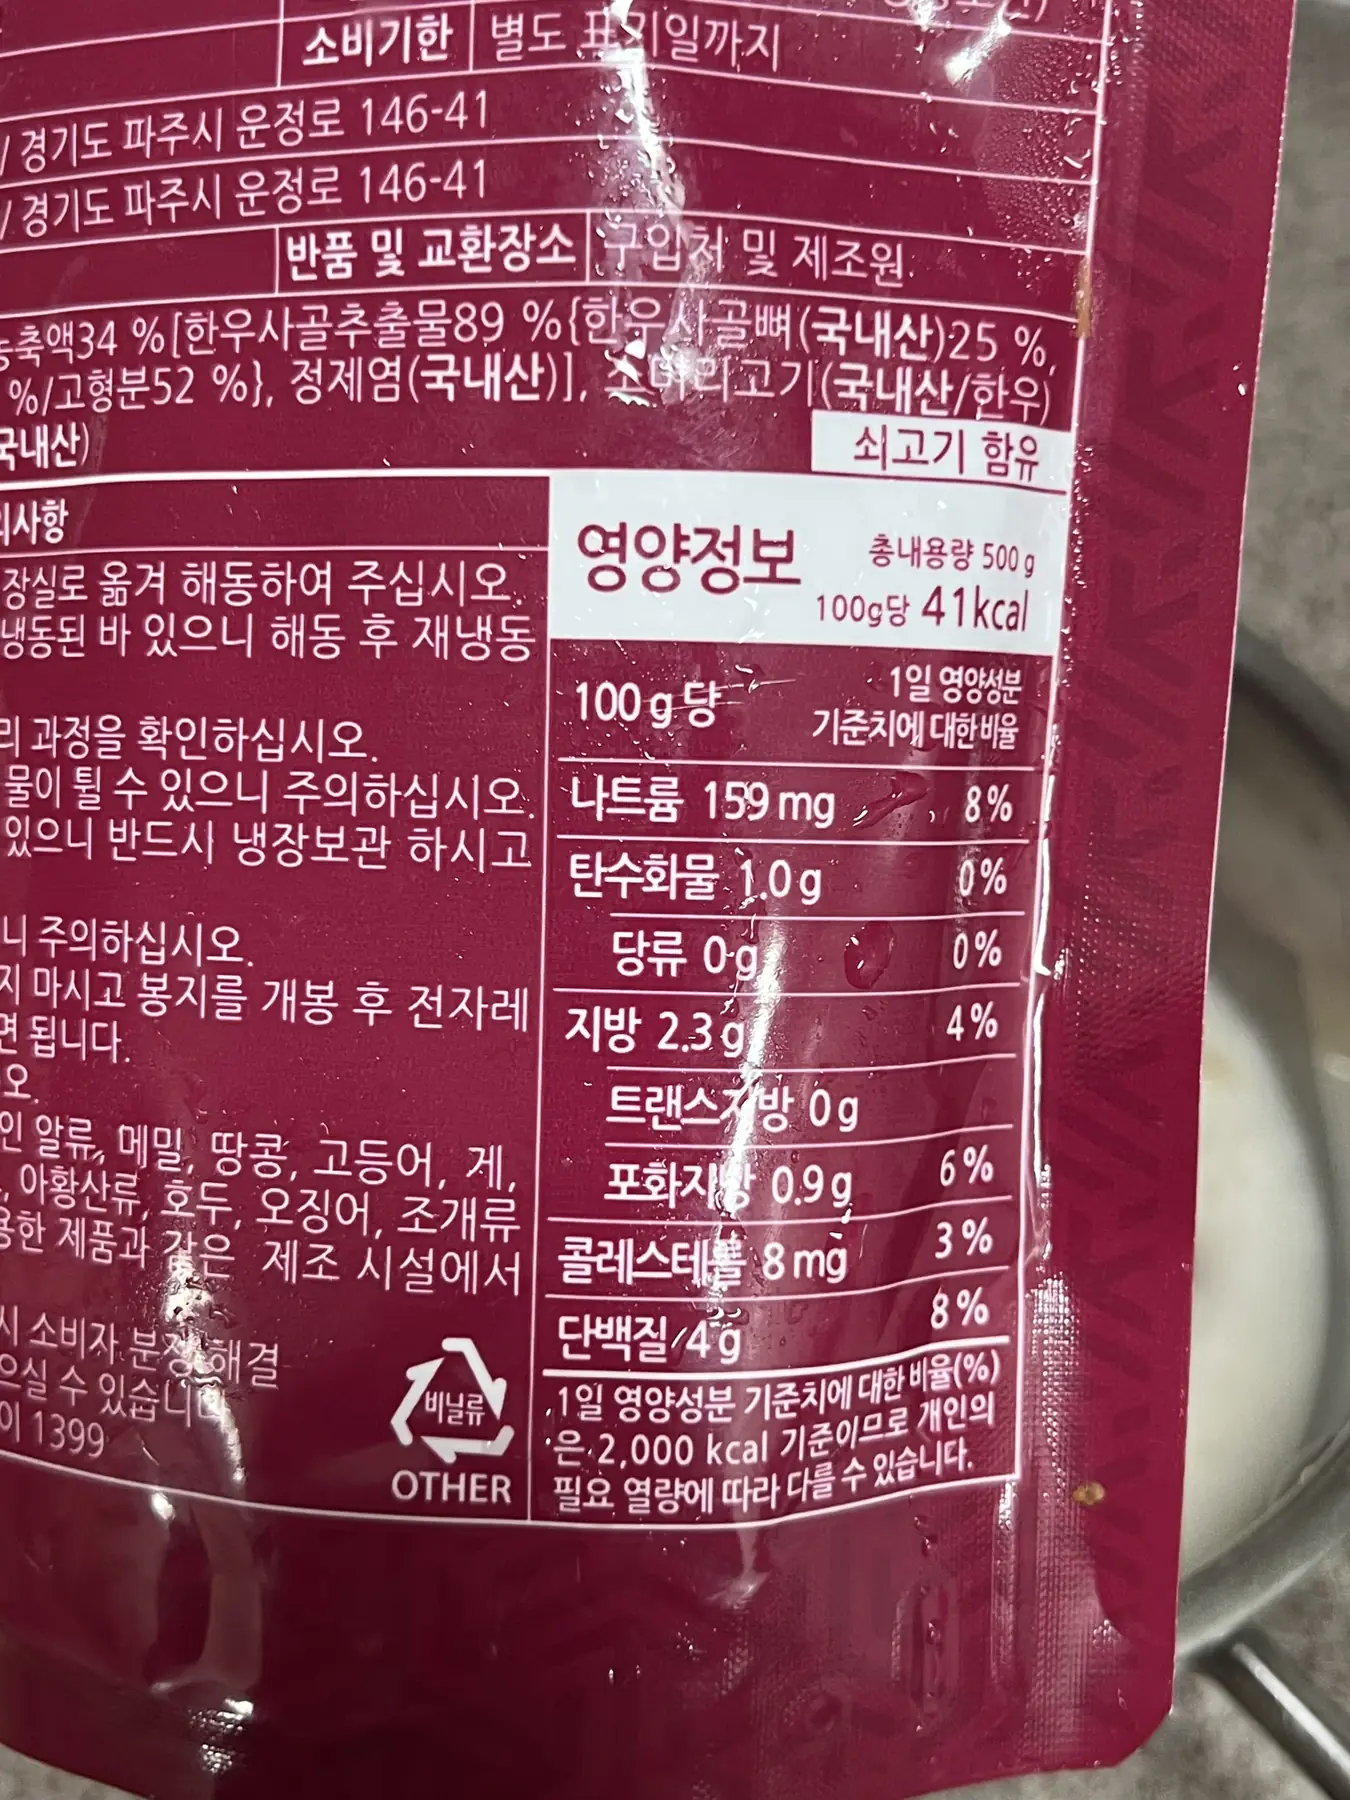 소비기한 별도 표기일까지
/ 경기도 파주시 운정로 146-41
/ 경기도 파주시 운정로 146-41
반품 및 교환장소 구입처 및 제조원
농축액34 %[한우사골추출물89 %{한우사골뼈(국내산)25 %,
%/고형분52 %}, 정제염(국내산)], 소머리고기(국내산/한우)
국내산)
쇠고기 함유
의사항
장실로 옮겨 해동하여 주십시오.
냉동된 바 있으니 해동 후 재냉동
리 과정을 확인하십시오.
물이 튈 수 있으니 주의하십시오.
있으니 반드시 냉장보관 하시고
니 주의하십시오.
지 마시고 봉지를 개봉 후 전자레
면 됩니다.
오.
인 알류, 메밀, 땅콩, 고등어, 게,
, 아황산류, 호두, 오징어, 조개류
용한 제품과 같은 제조 시설에서
시 소비자 분쟁 해결
으실 수 있습니다
이 1399
비닐류
OTHER
영양정보 총내용량 500 g
100g당 41kcal
100 g 당 1일 영양성분
기준치에 대한 비율
나트륨 159 mg 8%
탄수화물 1.0 g 0%
당류 0 g 0%
지방 2.3 g 4%
트랜스지방 0 g
포화지방 0.9 g 6%
콜레스테롤 8 mg 3%
단백질 4 g 8%
1일 영양성분 기준치에 대한 비율(%)
은 2,000 kcal 기준이므로 개인의
필요 열량에 따라 다를 수 있습니다.